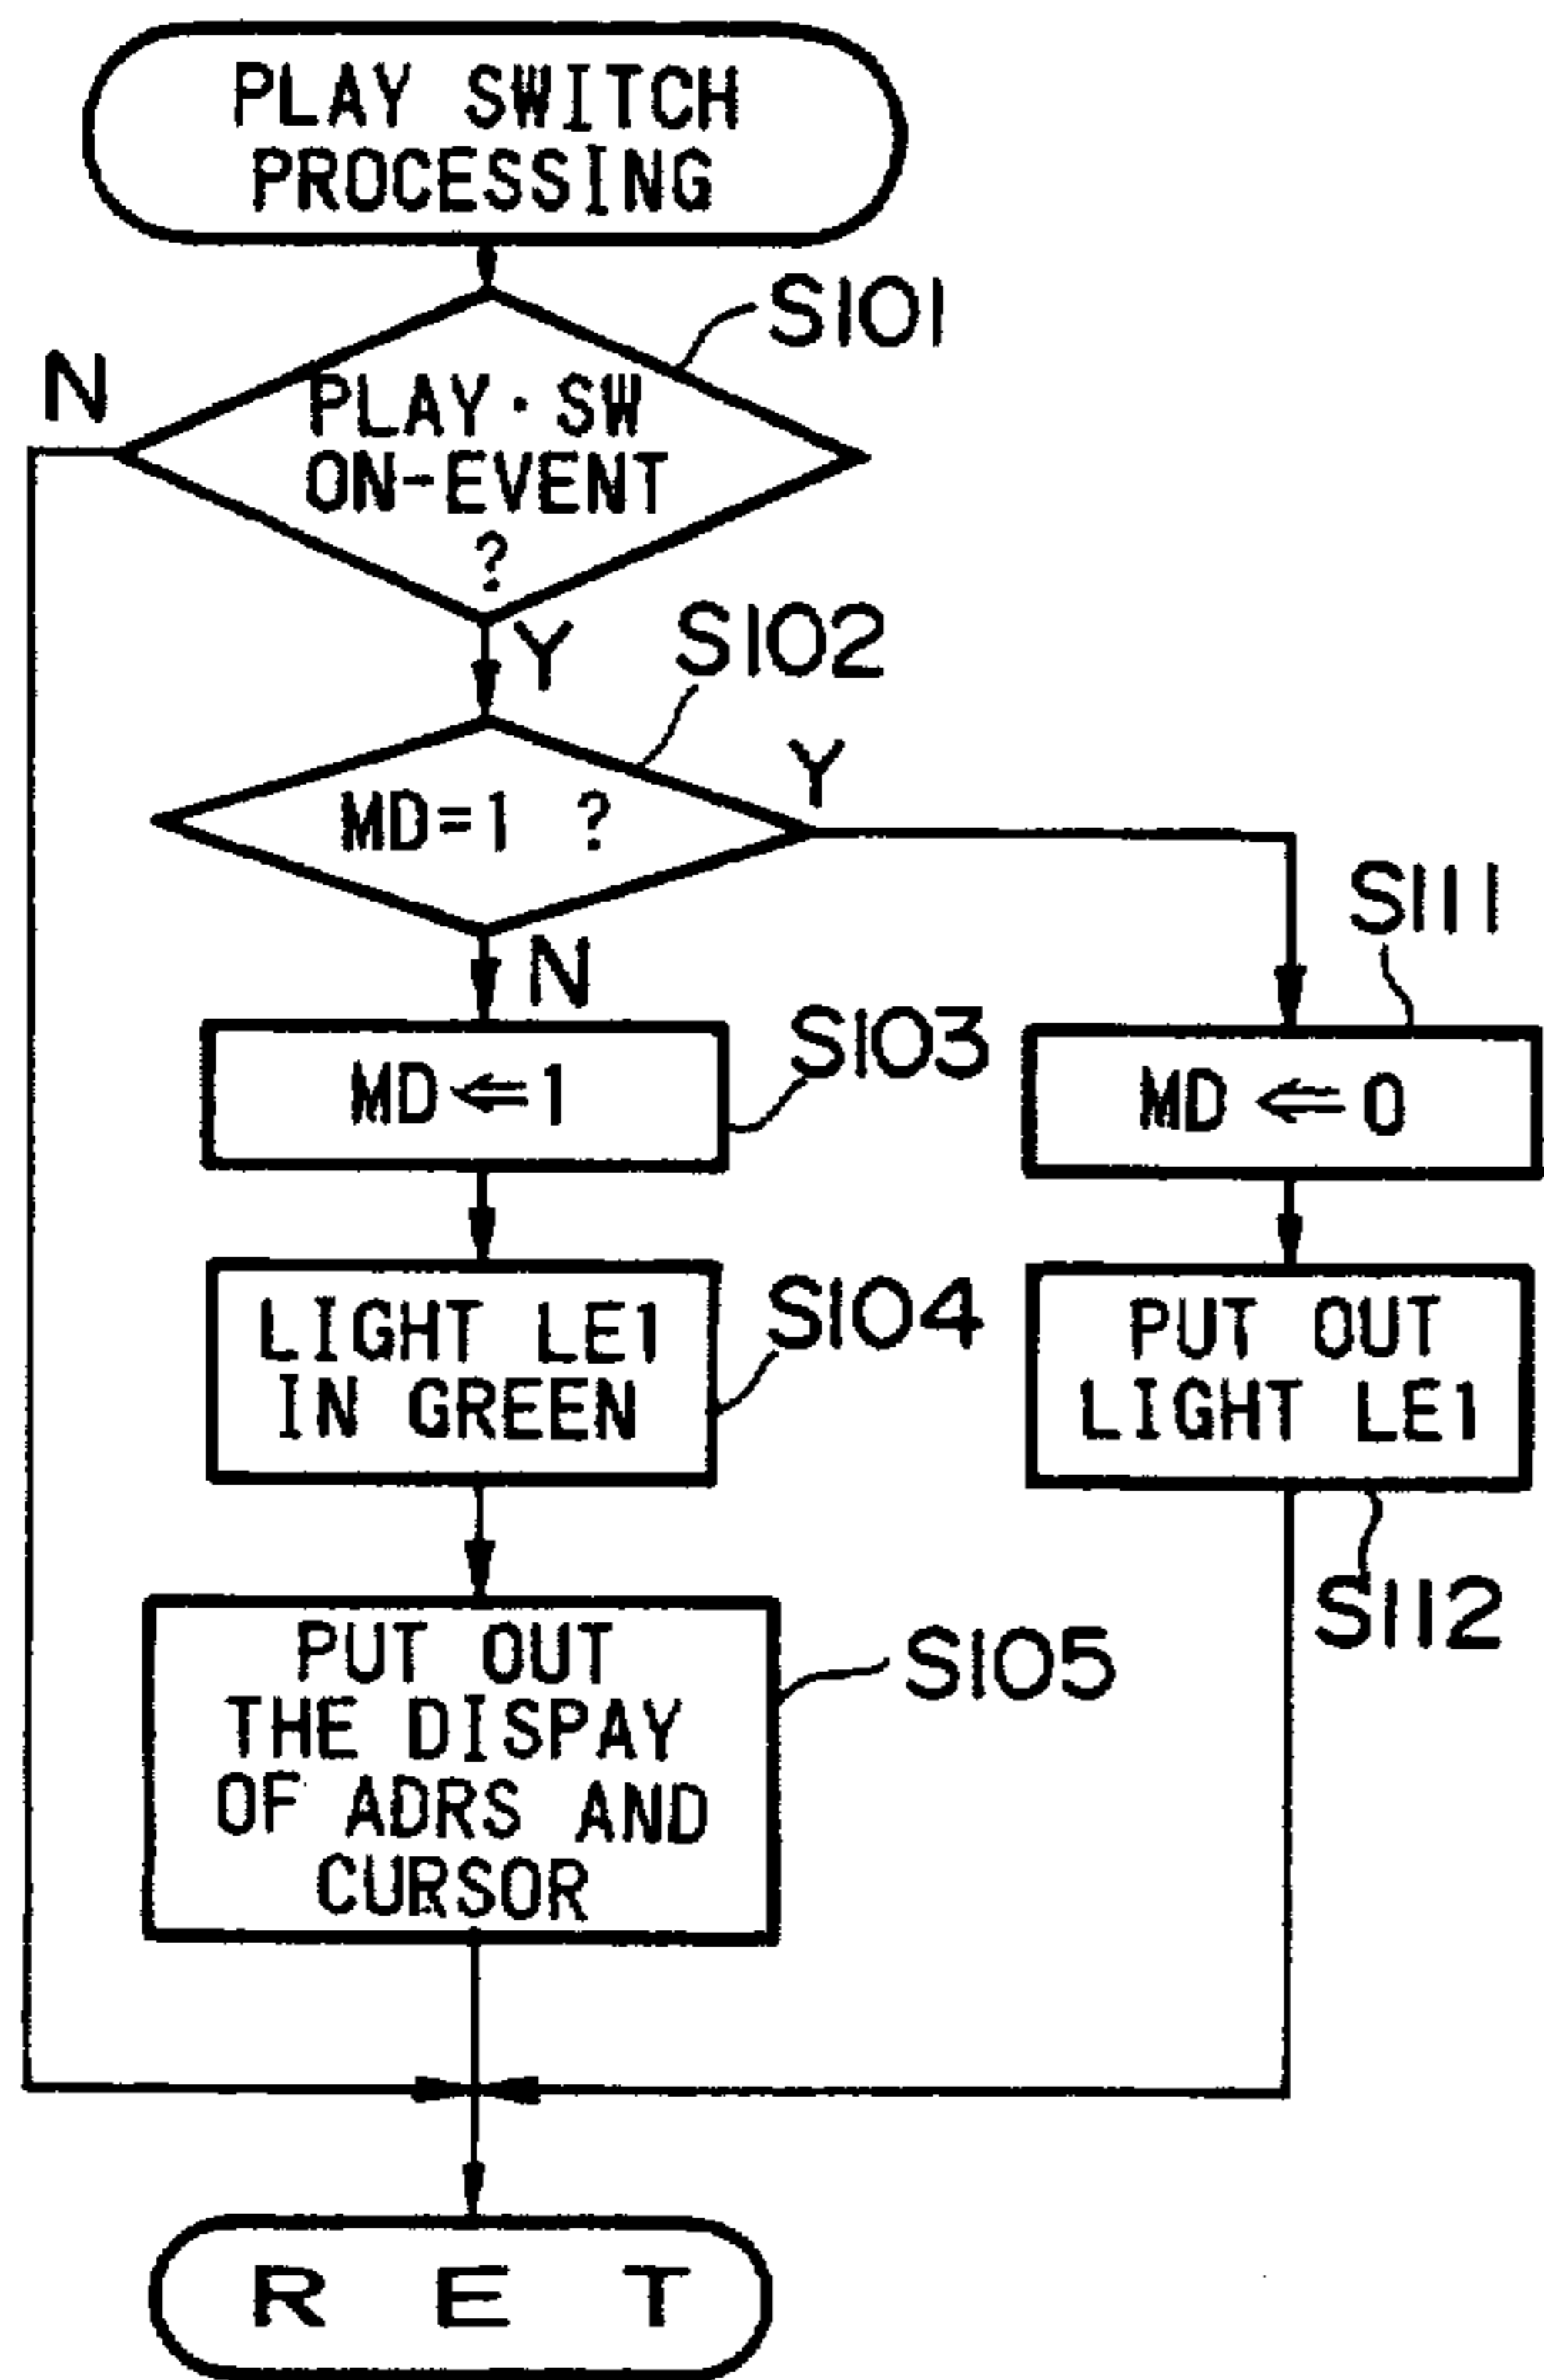 PLAY SWITCH
PROCESSING
S101
N
PLAY·SW
ON-EVENT
?
Y
S102
Y
MD=1 ?
S111
N
S103
MD⇐1
MD⇐0
S104
LIGHT LE1
IN GREEN
PUT OUT
LIGHT LE1
S112
PUT OUT
THE DISPAY
OF ADRS AND
CURSOR
S105
R E T